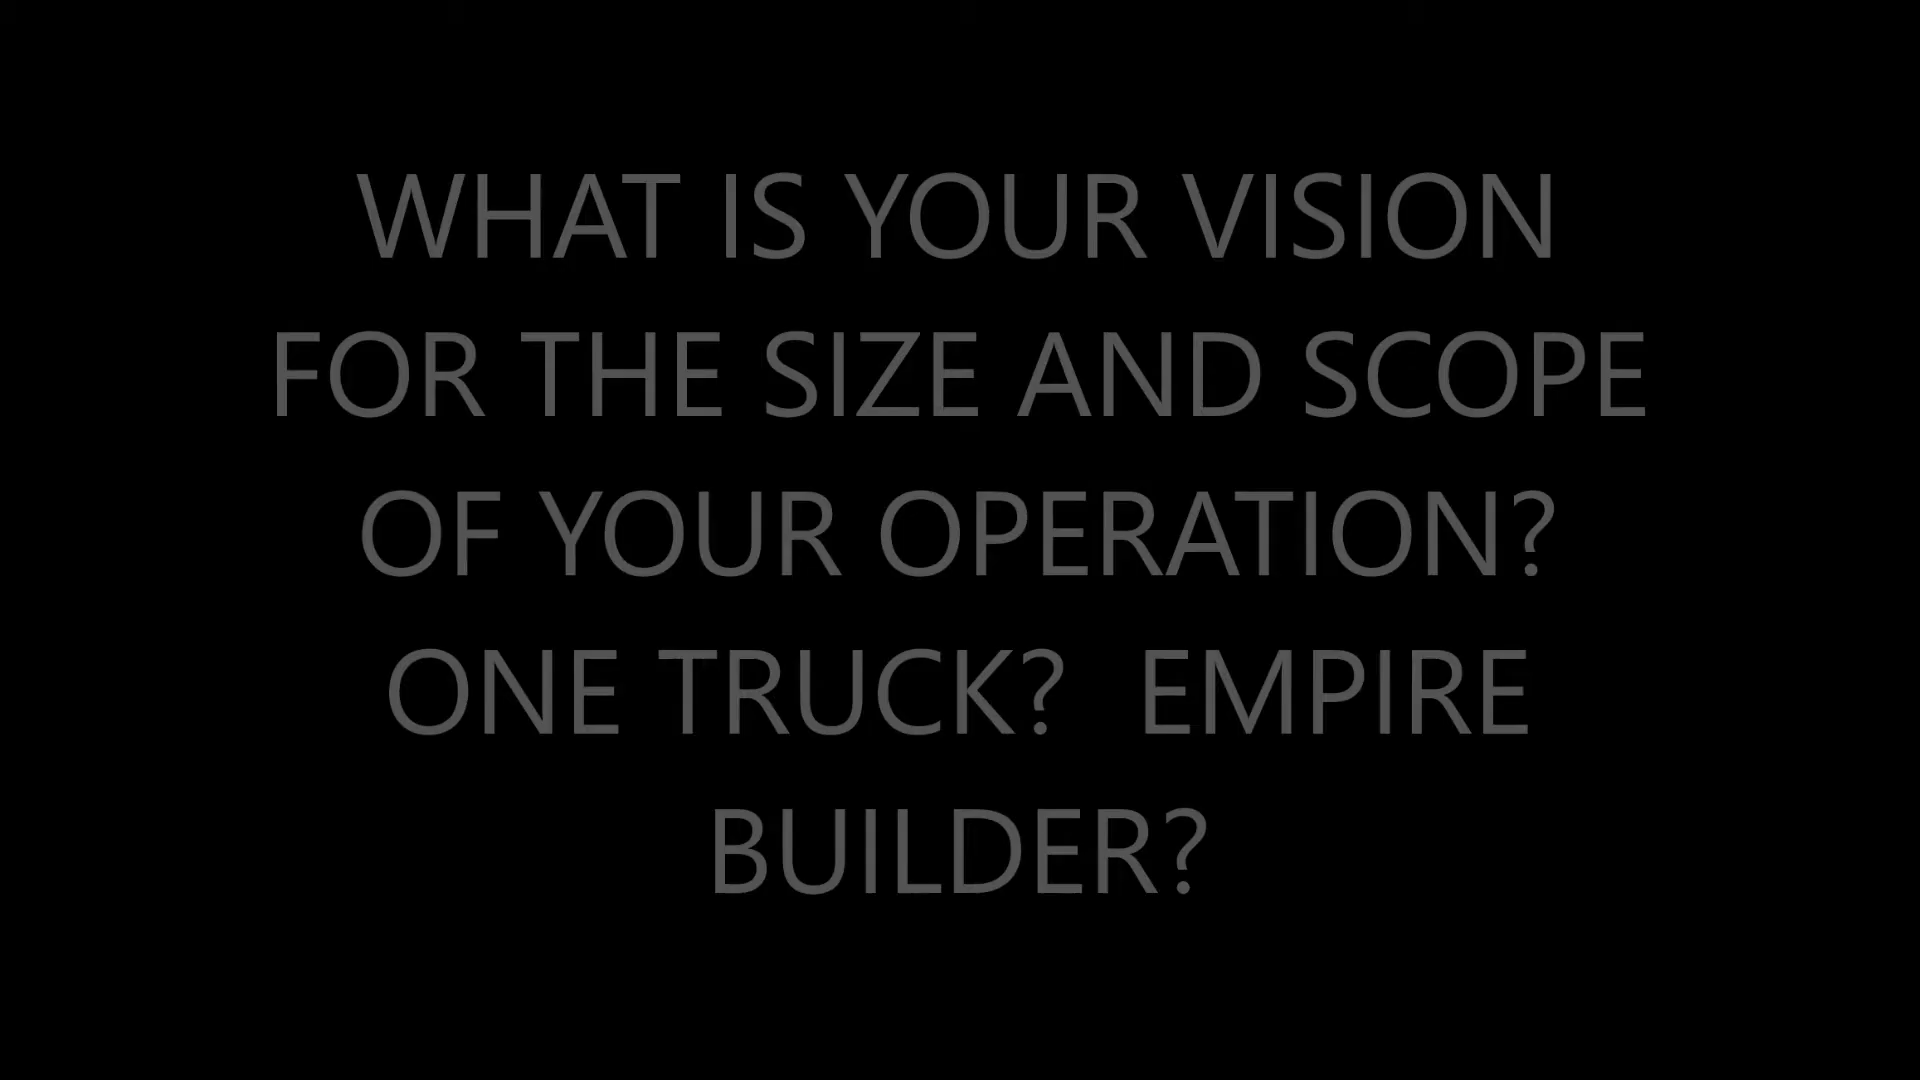 WHAT IS YOUR VISION
FOR THE SIZE AND SCOPE
OF YOUR OPERATION?
ONE TRUCK?  EMPIRE
BUILDER?